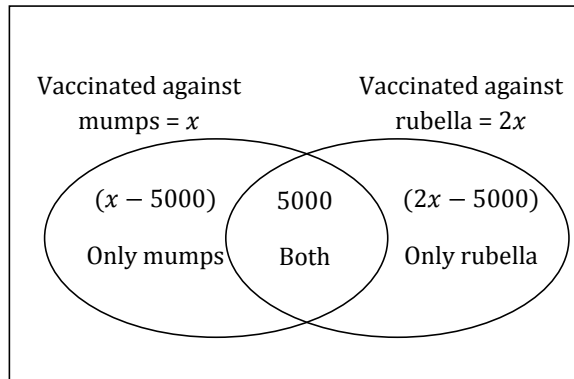 Vaccinated against
mumps = x
Vaccinated against
rubella = 2x
(x − 5000)
5000
(2x − 5000)
Only mumps
Both
Only rubella